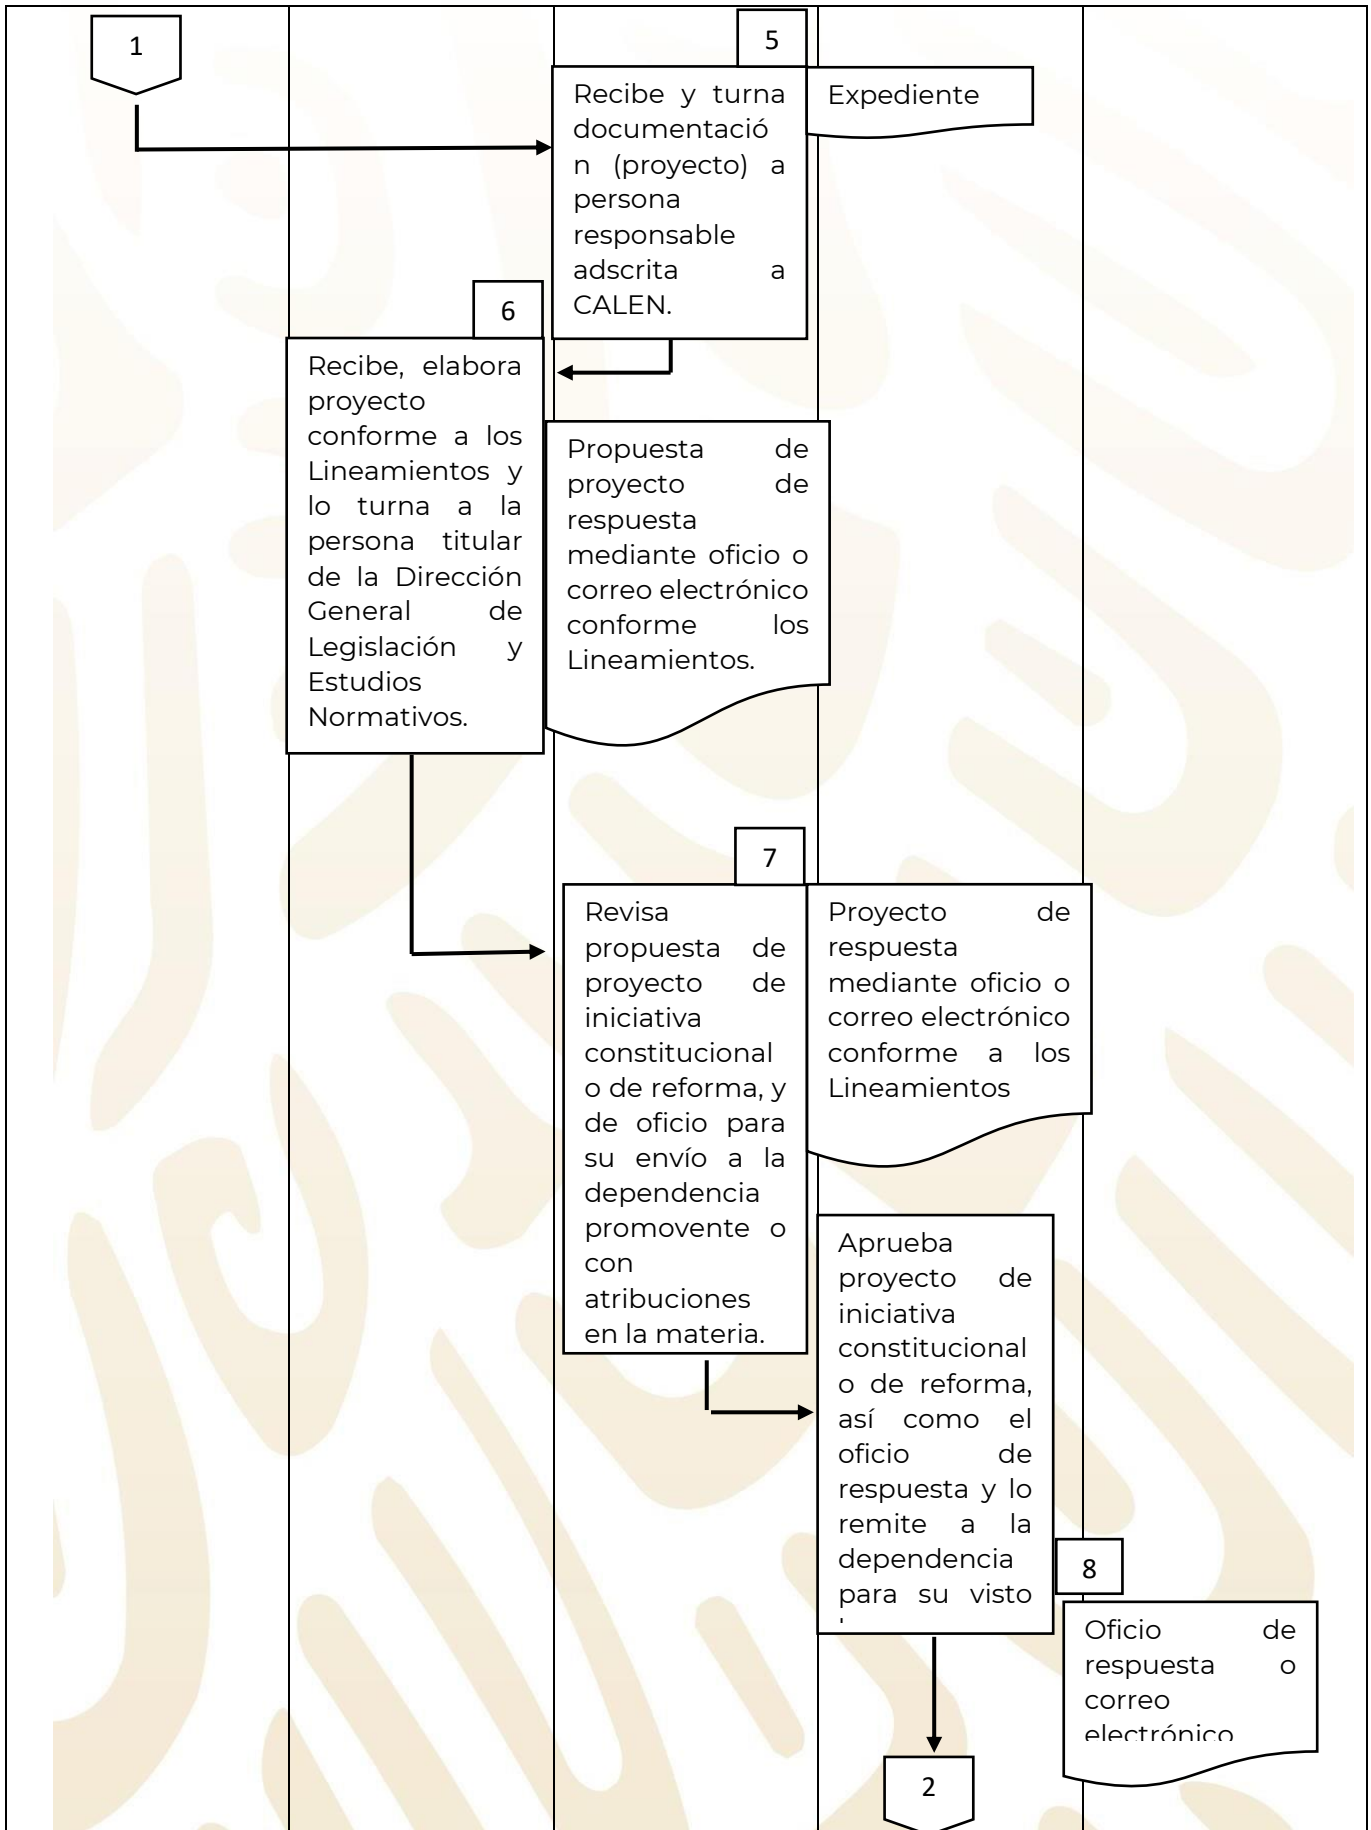 1
5
Recibe y turna
documentació
n (proyecto) a
persona
responsable
adscrita a
CALEN.
Expediente
6
Recibe, elabora
proyecto
conforme a los
Lineamientos y
lo turna a la
persona titular
de la Dirección
General de
Legislación y
Estudios
Normativos.
Propuesta de
proyecto de
respuesta
mediante oficio o
correo electrónico
conforme los
Lineamientos.
7
Revisa
propuesta de
proyecto de
iniciativa
constitucional
o de reforma, y
de oficio para
su envío a la
dependencia
promovente o
con
atribuciones
en la materia.
Proyecto de
respuesta
mediante oficio o
correo electrónico
conforme a los
Lineamientos
Aprueba
proyecto de
iniciativa
constitucional
o de reforma,
así como el
oficio de
respuesta y lo
remite a la
dependencia
para su visto
8
Oficio de
respuesta o
correo
electrónico
2